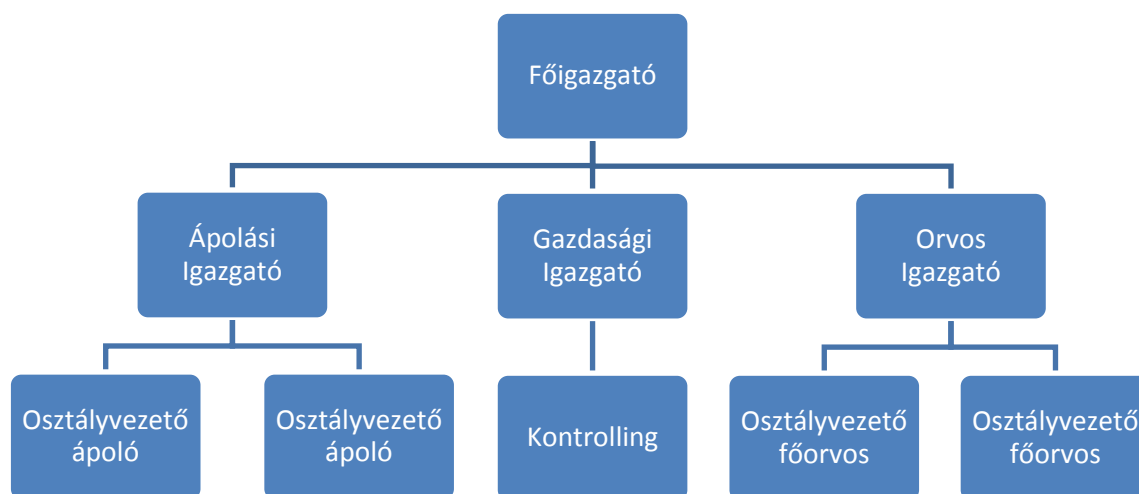 Főigazgató
Ápolási
Igazgató
Gazdasági
Igazgató
Orvos
Igazgató
Osztályvezető
ápoló
Osztályvezető
ápoló
Kontrolling
Osztályvezető
főorvos
Osztályvezető
főorvos